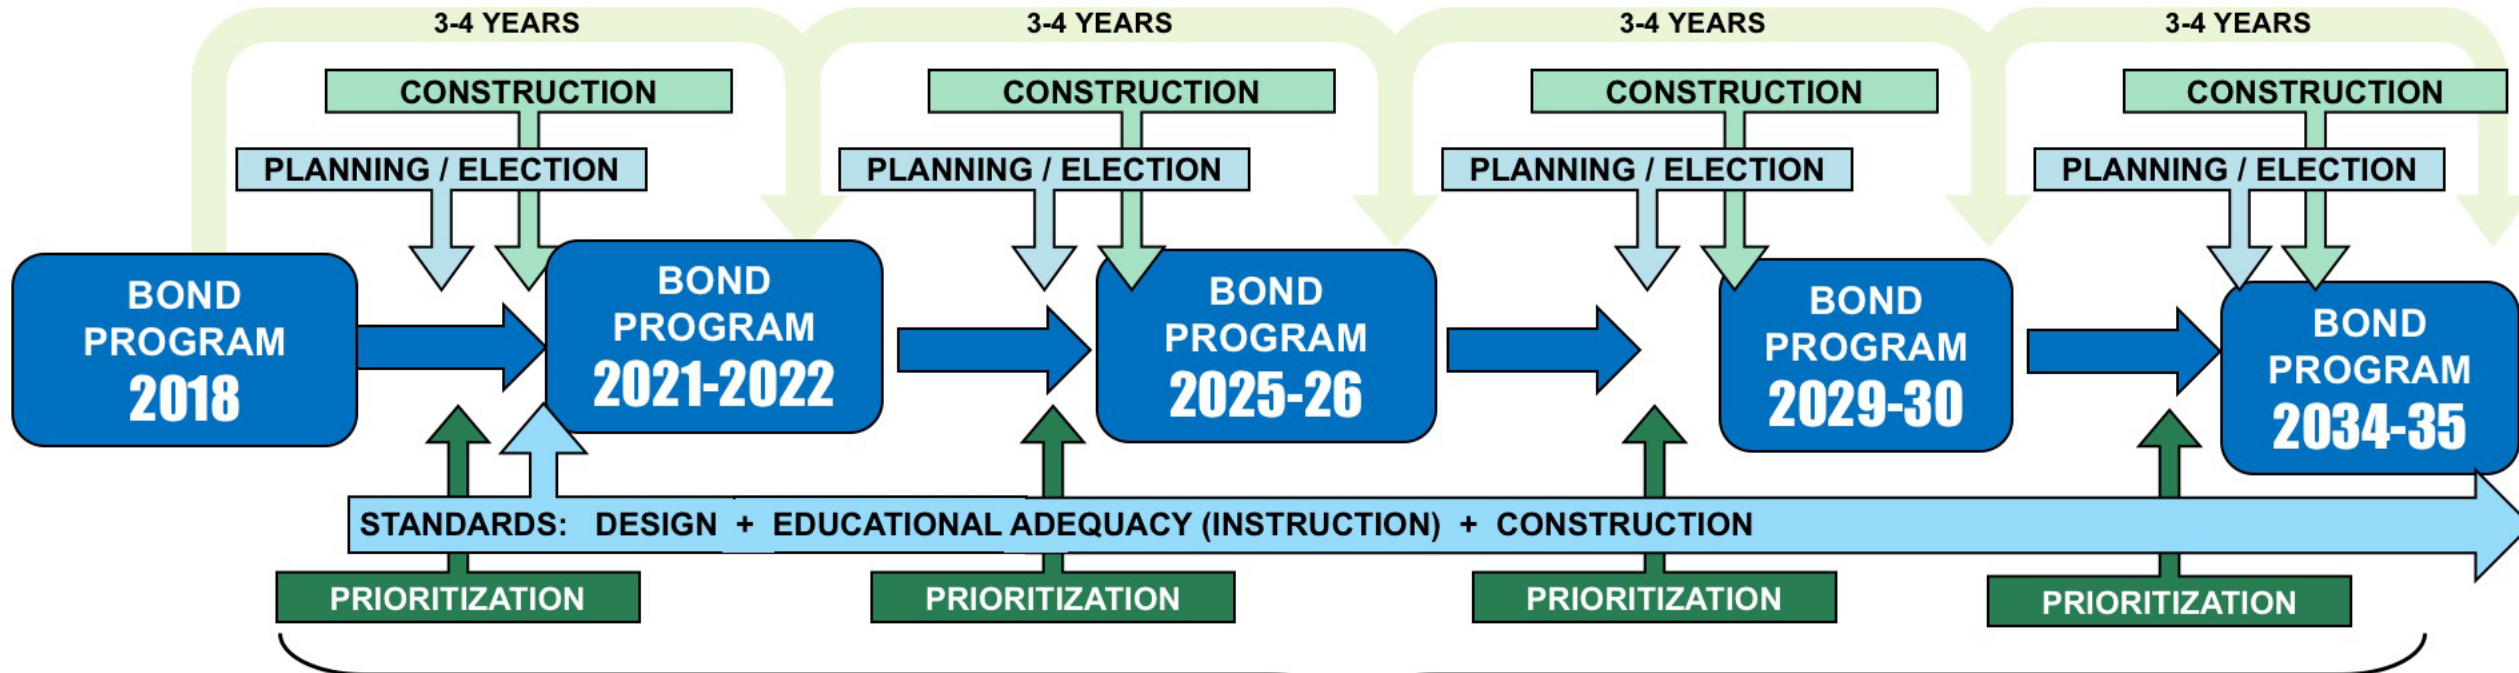 3-4 YEARS
3-4 YEARS
3-4 YEARS
3-4 YEARS
CONSTRUCTION
CONSTRUCTION
CONSTRUCTION
CONSTRUCTION
PLANNING / ELECTION
PLANNING / ELECTION
PLANNING / ELECTION
PLANNING / ELECTION
BOND
PROGRAM
2018
BOND
PROGRAM
2021-2022
BOND
PROGRAM
2025-26
BOND
PROGRAM
2029-30
BOND
PROGRAM
2034-35
STANDARDS: DESIGN + EDUCATIONAL ADEQUACY (INSTRUCTION) + CONSTRUCTION
PRIORITIZATION
PRIORITIZATION
PRIORITIZATION
PRIORITIZATION